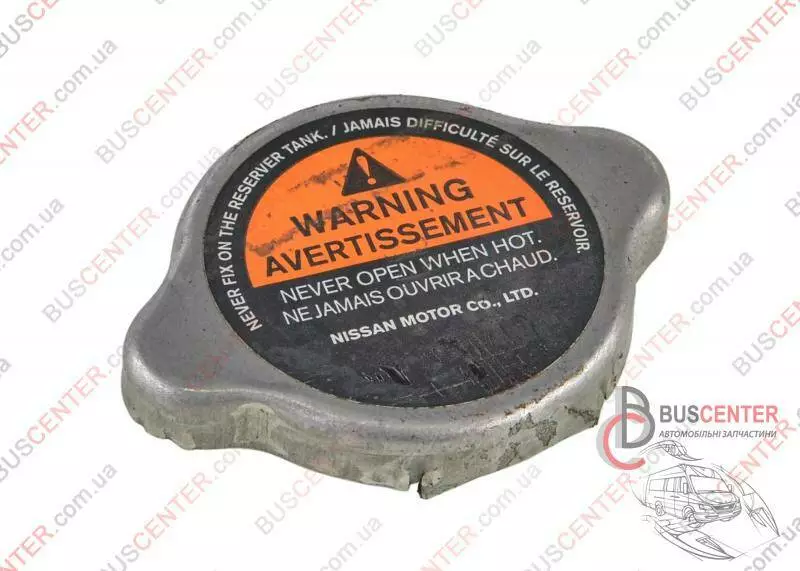 NEVER FIX ON THE RESERVER TANK. / JAMAIS DIFFICULTÉ SUR LE RESERVOIR.
WARNING
AVERTISSEMENT
NEVER OPEN WHEN HOT.
NE JAMAIS OUVRIR A CHAUD.
NISSAN MOTOR CO., LTD.
BUSCENTER
АВТОМОБІЛЬНІ ЗАПЧАСТИНИ
BUSCENTER.com.ua